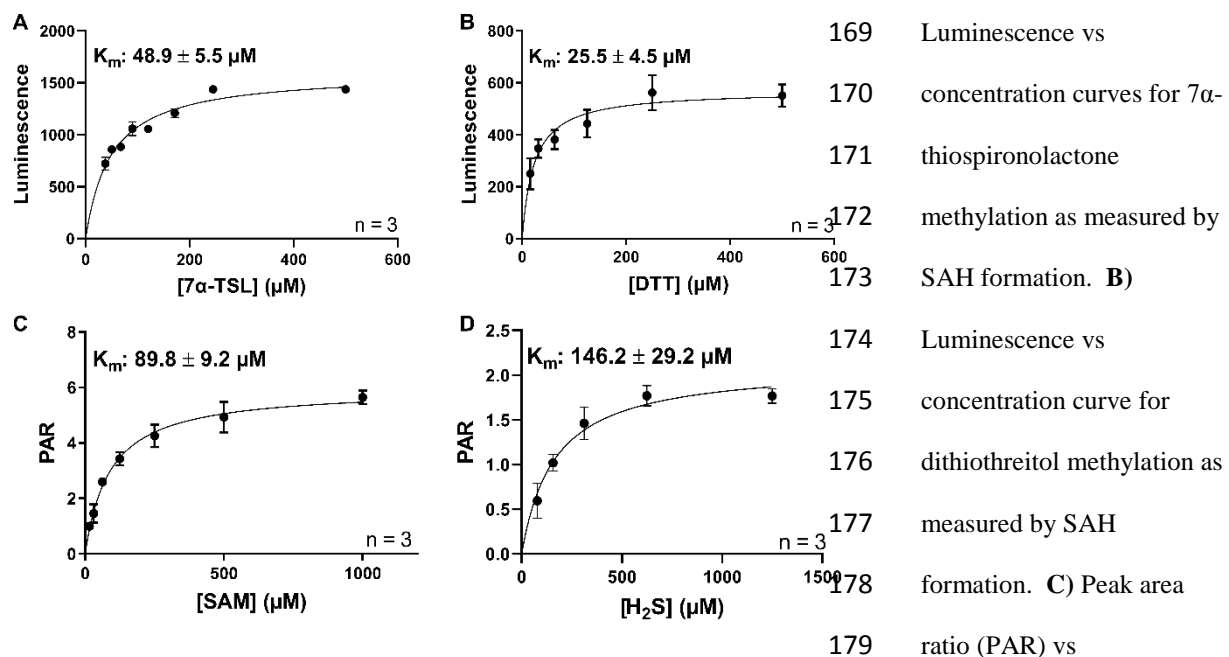 A
2000
1500
1000
500
0
Luminescence
Kₘ: 48.9 ± 5.5 µM
n = 3
0 200 400 600
[7α-TSL] (µM)
B
800
600
400
200
0
Luminescence
Kₘ: 25.5 ± 4.5 µM
n = 3
0 200 400 600
[DTT] (µM)
C
8
6
4
2
0
PAR
Kₘ: 89.8 ± 9.2 µM
n = 3
0 500 1000
[SAM] (µM)
D
2.5
2.0
1.5
1.0
0.5
0.0
PAR
Kₘ: 146.2 ± 29.2 µM
n = 3
0 500 1000 1500
[H₂S] (µM)
169 Luminescence vs
170 concentration curves for 7α-
171 thiospironolactone
172 methylation as measured by
173 SAH formation. B)
174 Luminescence vs
175 concentration curve for
176 dithiothreitol methylation as
177 measured by SAH
178 formation. C) Peak area
179 ratio (PAR) vs